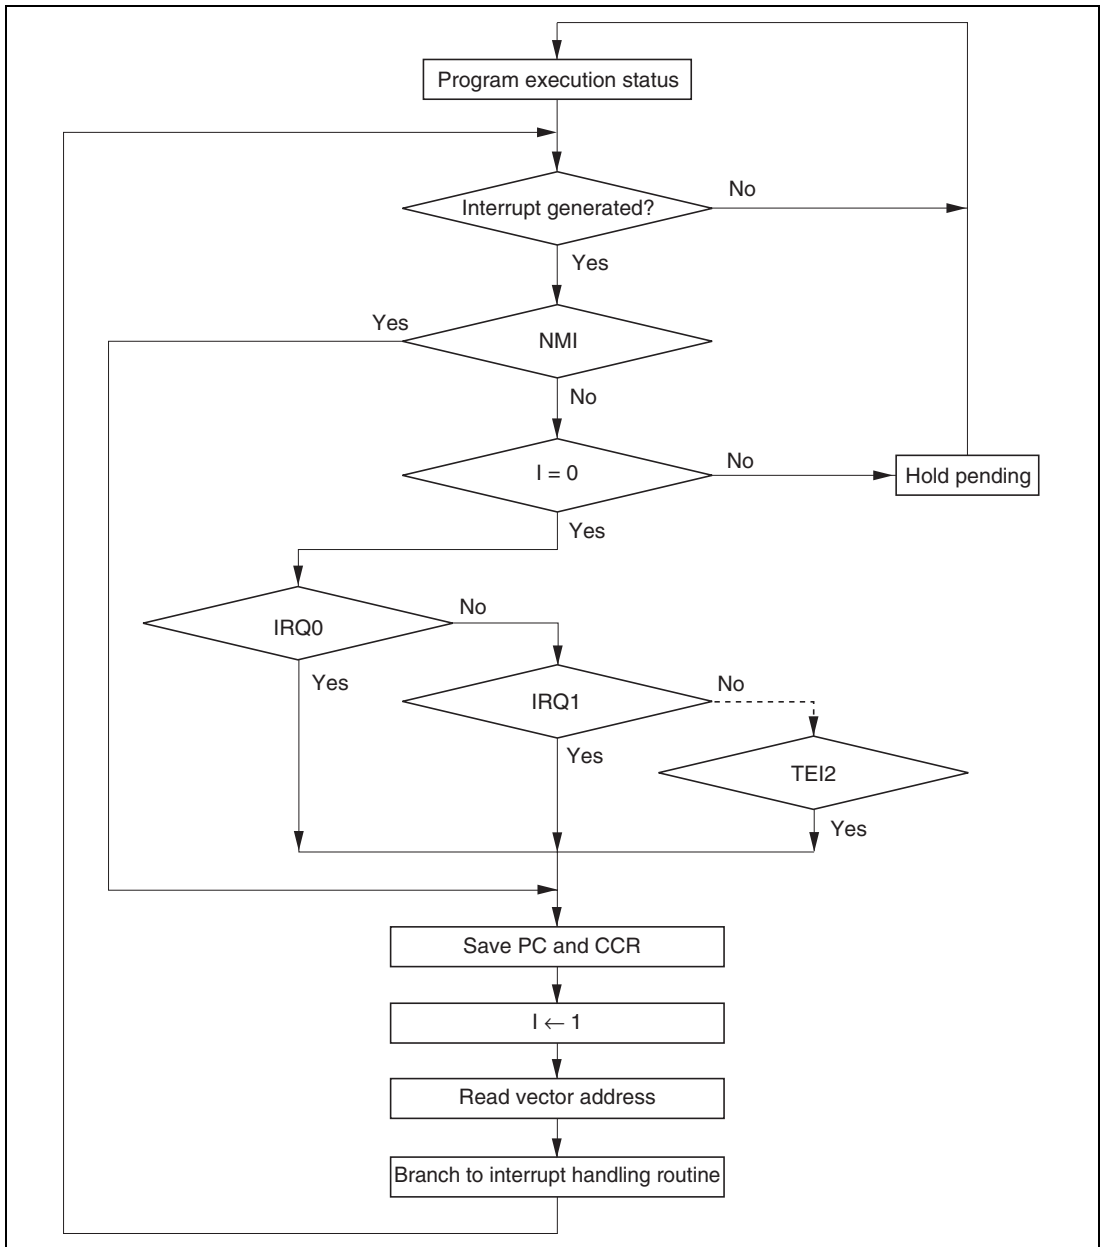 Program execution status
Interrupt generated?
No
Yes
Yes
NMI
No
I = 0
No
Hold pending
Yes
IRQ0
No
Yes
IRQ1
No
Yes
TEI2
Yes
Save PC and CCR
I ← 1
Read vector address
Branch to interrupt handling routine